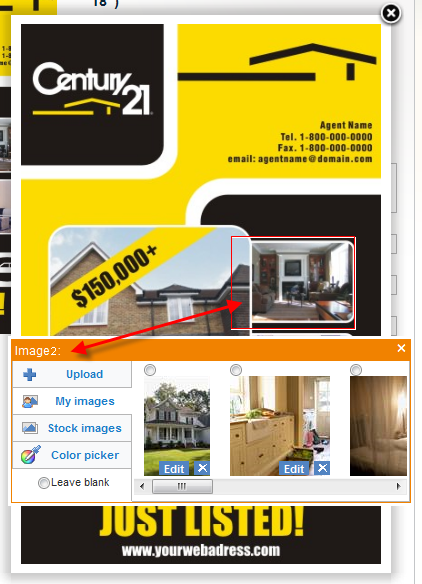 18")
Century
21
Agent Name
Tel. 1-800-000-0000
Fax. 1-800-000-0000
email: agentname@domain.com
$150,000+
Image2:
Upload
My images
Stock images
Color picker
Leave blank
Edit
Edit
JUST LISTED!
www.yourwebadress.com